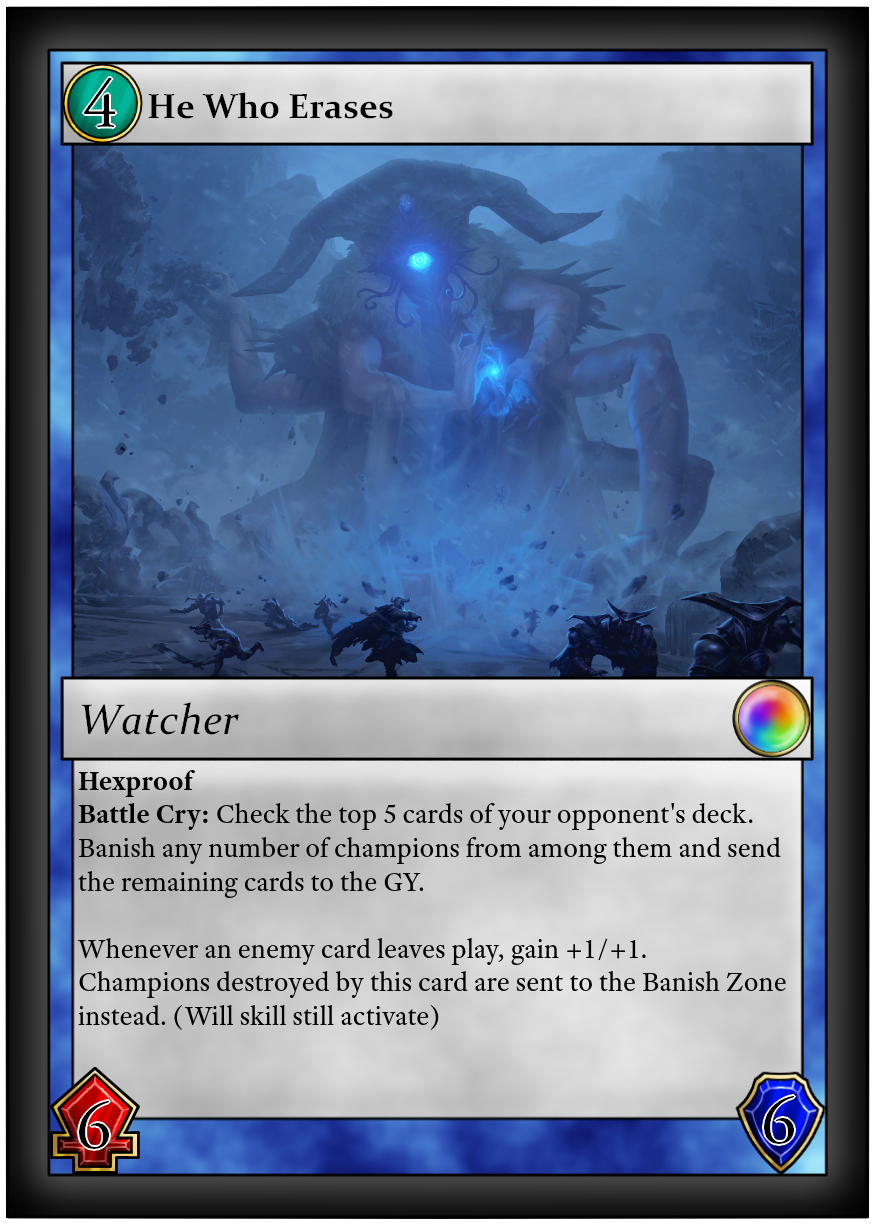 4 He Who Erases
Watcher
Hexproof
Battle Cry: Check the top 5 cards of your opponent's deck.
Banish any number of champions from among them and send
the remaining cards to the GY.
Whenever an enemy card leaves play, gain +1/+1.
Champions destroyed by this card are sent to the Banish Zone
instead. (Will skill still activate)
6
6